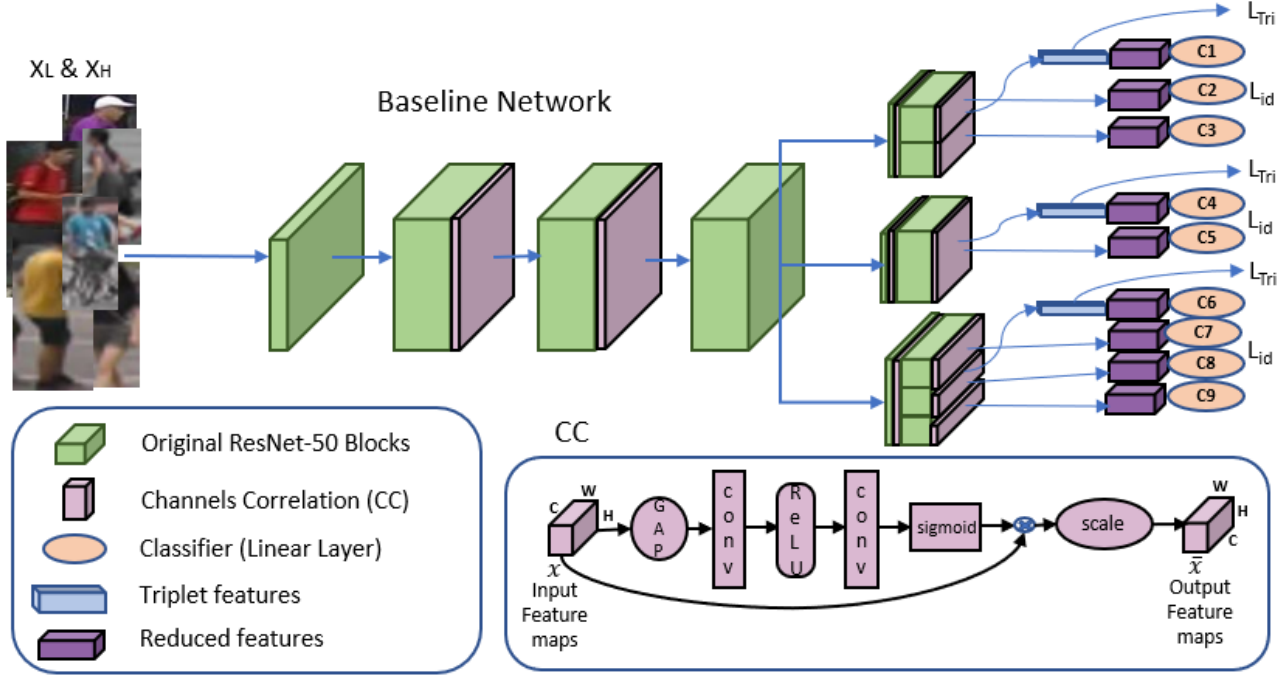 XL & XH
Baseline Network
LTri
C1
C2
Lid
C3
LTri
C4
Lid
C5
LTri
C6
C7
Lid
C8
C9
Original ResNet-50 Blocks
Channels Correlation (CC)
Classifier (Linear Layer)
Triplet features
Reduced features
CC
C
W
H
x
Input
Feature
maps
GAP
conv
ReLU
conv
sigmoid
scale
W
H
C
x̄
Output
Feature
maps